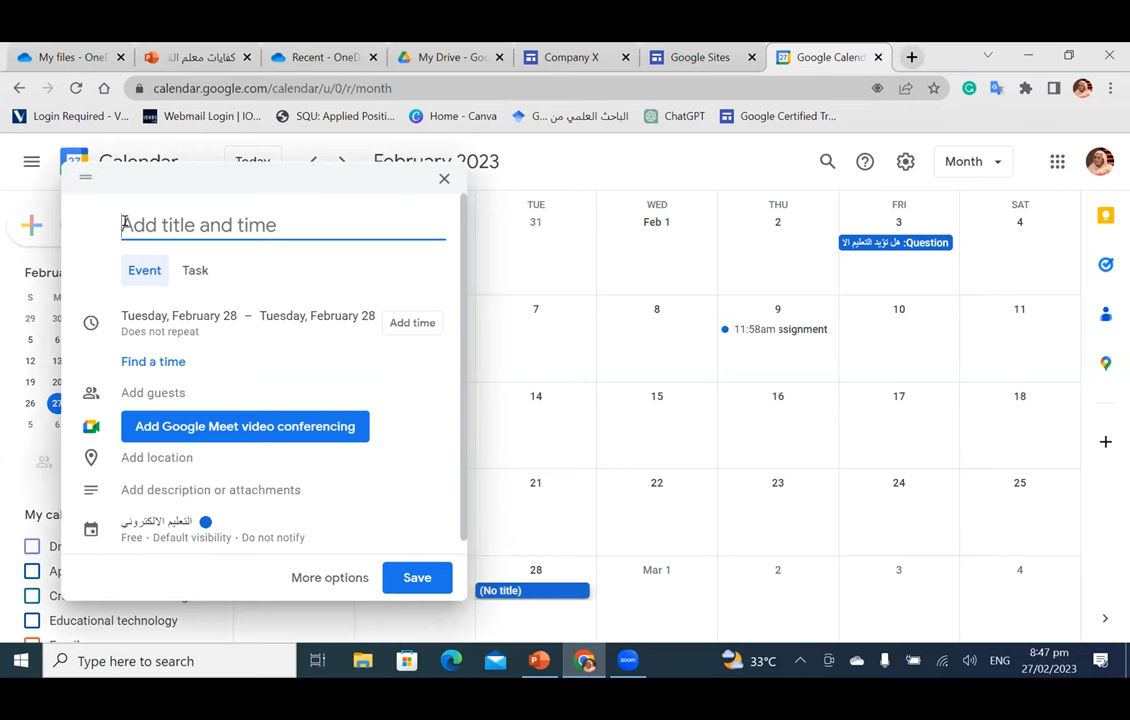 My files - OneD
كفايات معلم الق
Recent - OneD
My Drive - Goo
Company X
Google Sites
Google Calend
calendar.google.com/calendar/u/0/r/month
Login Required - V...
Webmail Login | IO...
SQU: Applied Positi...
Home - Canva
الباحث العلمي من G...
ChatGPT
Google Certified Tr...
Calendar
Today
February 2023
Month
Add title and time
Event
Task
Tuesday, February 28 – Tuesday, February 28
Add time
Does not repeat
Find a time
Add guests
Add Google Meet video conferencing
Add location
Add description or attachments
التعليم الالكتروني
Free • Default visibility • Do not notify
More options
Save
Februa
S M
29 30
5 6
12 13
19 20
26 27
5 6
My cal
Educational technology
TUE WED THU FRI SAT
31 Feb 1 2 3 4
Question: هل تؤيد التعليم الا
7 8 9 10 11
11:58am ssignment
14 15 16 17 18
21 22 23 24 25
28 Mar 1 2 3 4
(No title)
Type here to search
33°C
ENG
8:47 pm
27/02/2023